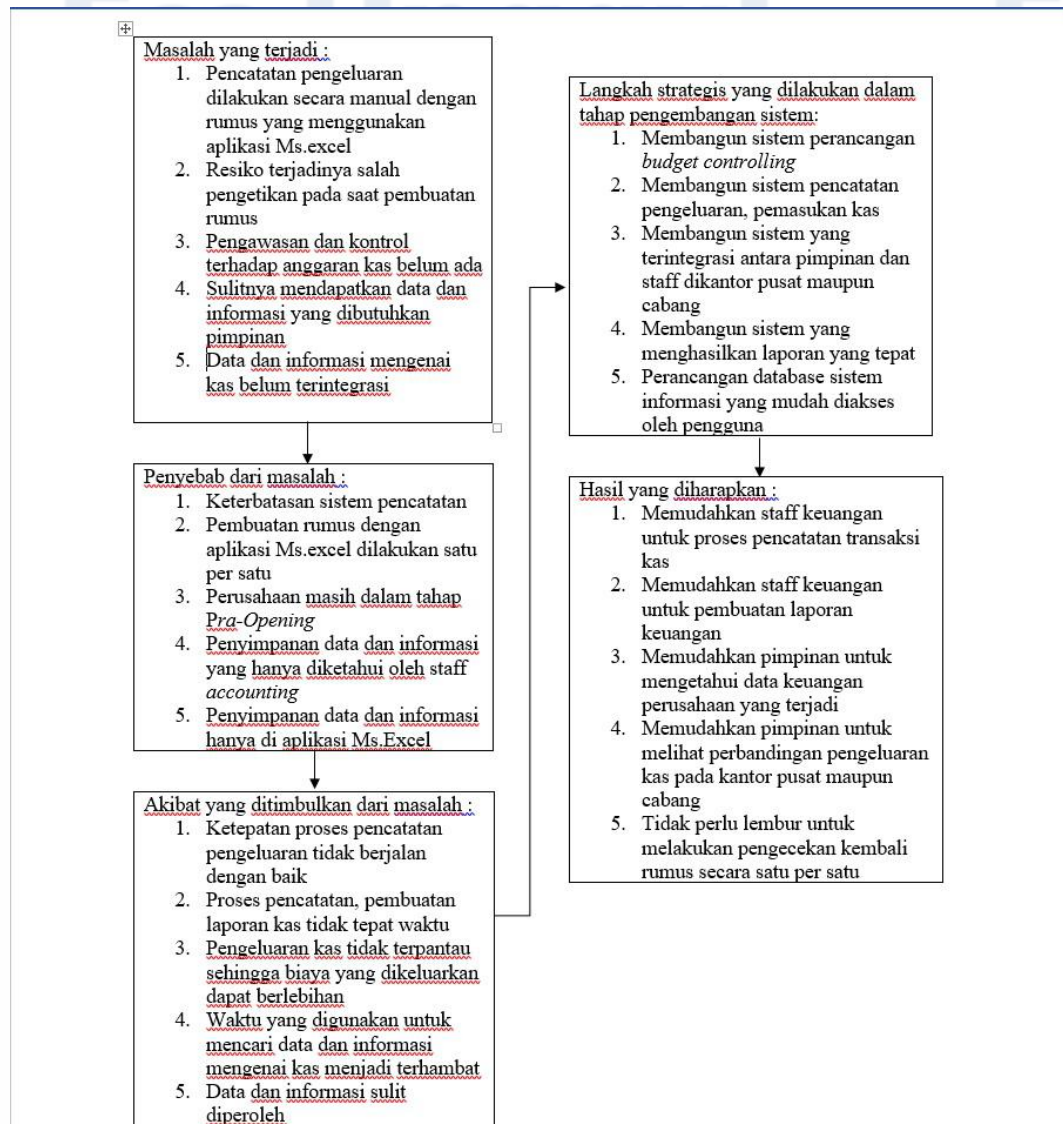 Masalah yang terjadi :
1. Pencatatan pengeluaran
dilakukan secara manual dengan
rumus yang menggunakan
aplikasi Ms.excel
2. Resiko terjadinya salah
pengetikan pada saat pembuatan
rumus
3. Pengawasan dan kontrol
terhadap anggaran kas belum ada
4. Sulitnya mendapatkan data dan
informasi yang dibutuhkan
pimpinan
5. Data dan informasi mengenai
kas belum terintegrasi
Penyebab dari masalah :
1. Keterbatasan sistem pencatatan
2. Pembuatan rumus dengan
aplikasi Ms.excel dilakukan satu
per satu
3. Perusahaan masih dalam tahap
Pra-Opening
4. Penyimpanan data dan informasi
yang hanya diketahui oleh staff
accounting
5. Penyimpanan data dan informasi
hanya di aplikasi Ms.Excel
Akibat yang ditimbulkan dari masalah :
1. Ketepatan proses pencatatan
pengeluaran tidak berjalan
dengan baik
2. Proses pencatatan, pembuatan
laporan kas tidak tepat waktu
3. Pengeluaran kas tidak terpantau
sehingga biaya yang dikeluarkan
dapat berlebihan
4. Waktu yang digunakan untuk
mencari data dan informasi
mengenai kas menjadi terhambat
5. Data dan informasi sulit
diperoleh
Langkah strategis yang dilakukan dalam
tahap pengembangan sistem:
1. Membangun sistem perancangan
budget controlling
2. Membangun sistem pencatatan
pengeluaran, pemasukan kas
3. Membangun sistem yang
terintegrasi antara pimpinan dan
staff dikantor pusat maupun
cabang
4. Membangun sistem yang
menghasilkan laporan yang tepat
5. Perancangan database sistem
informasi yang mudah diakses
oleh pengguna
Hasil yang diharapkan :
1. Memudahkan staff keuangan
untuk proses pencatatan transaksi
kas
2. Memudahkan staff keuangan
untuk pembuatan laporan
keuangan
3. Memudahkan pimpinan untuk
mengetahui data keuangan
perusahaan yang terjadi
4. Memudahkan pimpinan untuk
melihat perbandingan pengeluaran
kas pada kantor pusat maupun
cabang
5. Tidak perlu lembur untuk
melakukan pengecekan kembali
rumus secara satu per satu